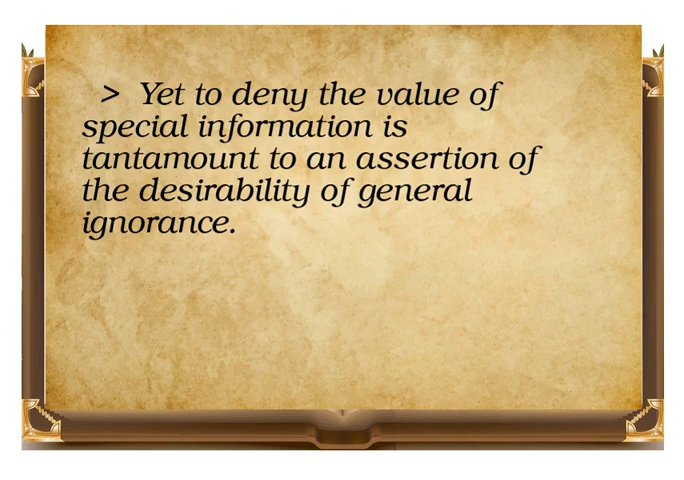 > Yet to deny the value of
special information is
tantamount to an assertion of
the desirability of general
ignorance.